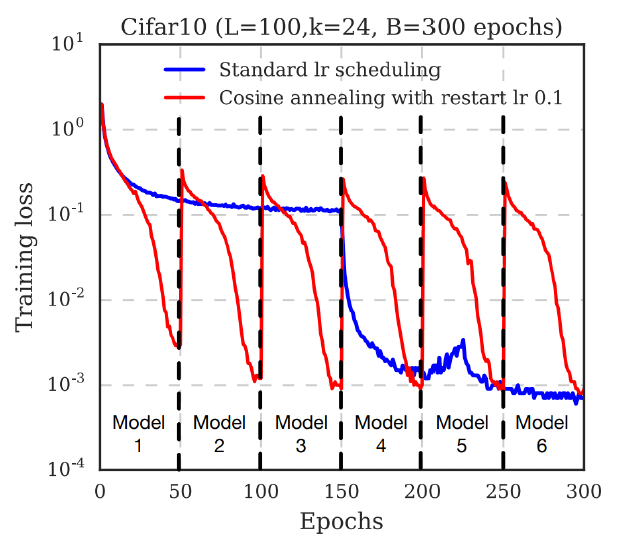 Cifar10 (L=100,k=24, B=300 epochs)
Standard lr scheduling
Cosine annealing with restart lr 0.1
Training loss
10^1
10^0
10^-1
10^-2
10^-3
10^-4
Model 1
Model 2
Model 3
Model 4
Model 5
Model 6
0 50 100 150 200 250 300
Epochs